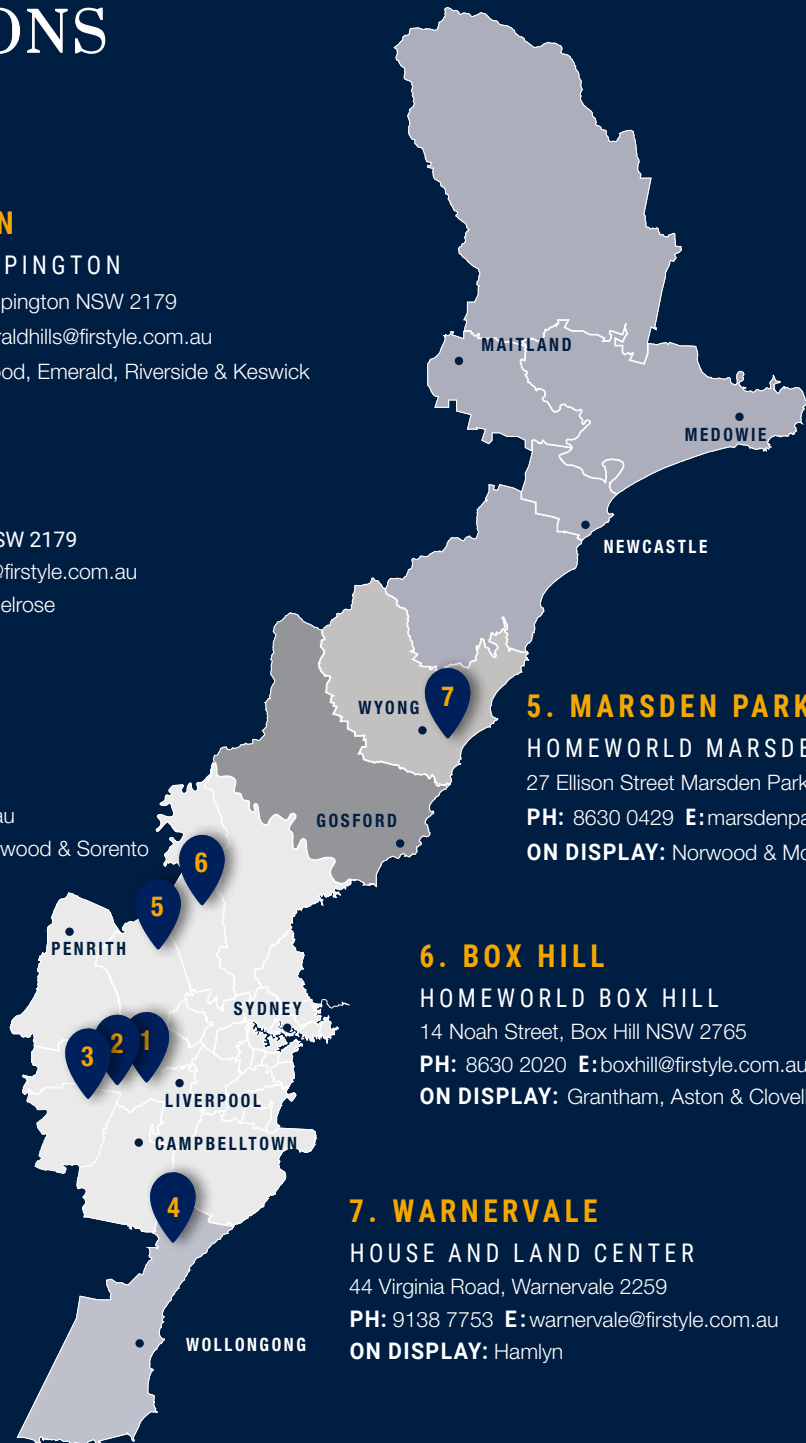 ONS
N
PPINGTON
pington NSW 2179
raldhills@firstyle.com.au
ood, Emerald, Riverside & Keswick
SW 2179
@firstyle.com.au
elrose
au
wood & Sorento
MAITLAND
MEDOWIE
NEWCASTLE
WYONG
7
GOSFORD
6
5
PENRITH
SYDNEY
3
2
1
LIVERPOOL
CAMPBELLTOWN
4
WOLLONGONG
5. MARSDEN PARK
HOMEWORLD MARSDE
27 Ellison Street Marsden Park
PH: 8630 0429 E:marsdenpa
ON DISPLAY: Norwood & Mo
6. BOX HILL
HOMEWORLD BOX HILL
14 Noah Street, Box Hill NSW 2765
PH: 8630 2020 E:boxhill@firstyle.com.au
ON DISPLAY: Grantham, Aston & Clovell
7. WARNERVALE
HOUSE AND LAND CENTER
44 Virginia Road, Warnervale 2259
PH: 9138 7753 E:warnervale@firstyle.com.au
ON DISPLAY: Hamlyn